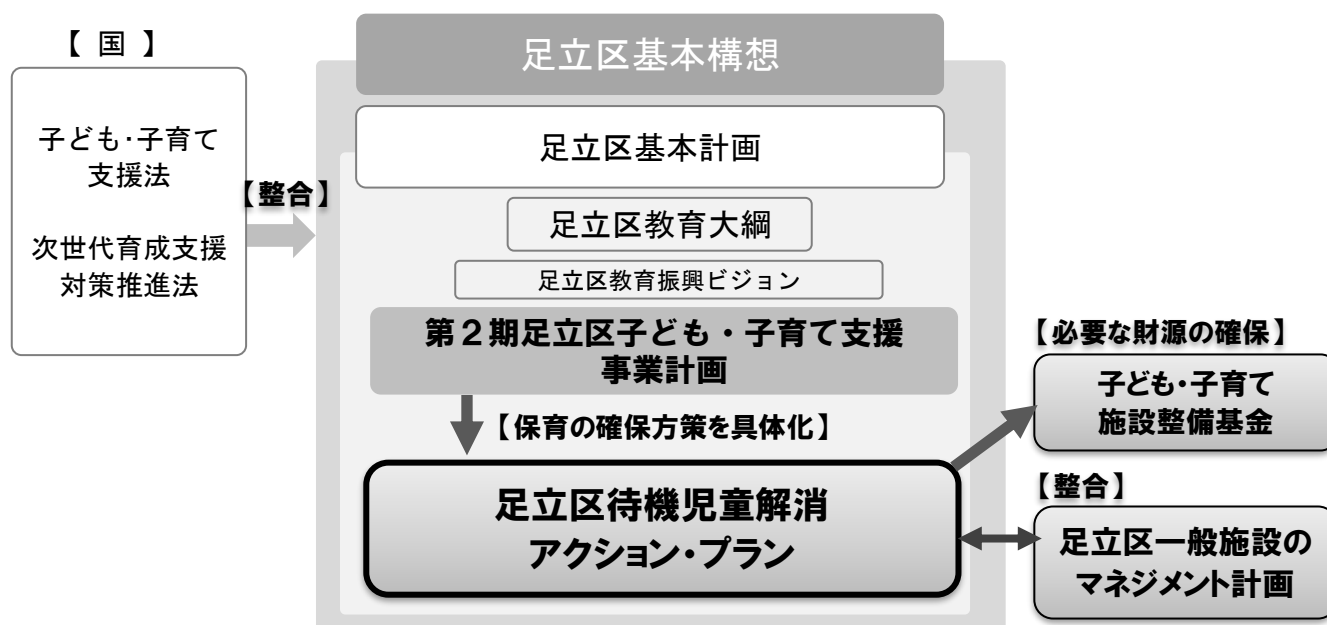 【 国 】
子ども・子育て
支援法
次世代育成支援
対策推進法
【整合】
足立区基本構想
足立区基本計画
足立区教育大綱
足立区教育振興ビジョン
第2期足立区子ども・子育て支援
事業計画
【保育の確保方策を具体化】
足立区待機児童解消
アクション・プラン
【必要な財源の確保】
子ども・子育て
施設整備基金
【整合】
足立区一般施設の
マネジメント計画